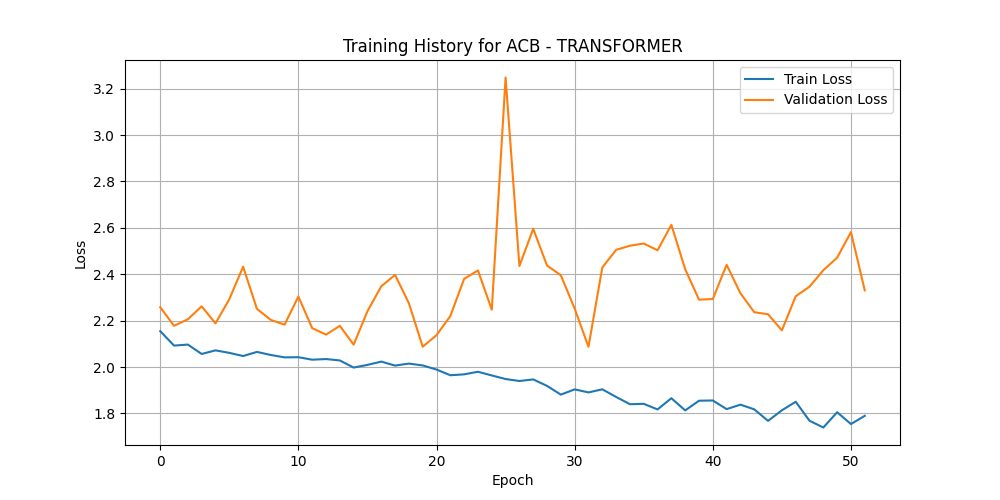 Training History for ACB - TRANSFORMER
Train Loss
Validation Loss
3.2
3.0
2.8
2.6
2.4
2.2
2.0
1.8
Loss
0
10
20
30
40
50
Epoch